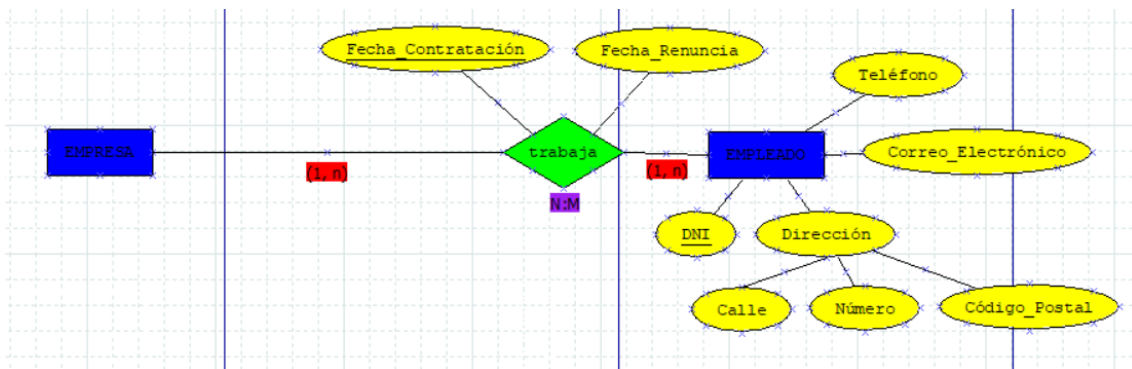 Fecha_Contratación
Fecha_Renuncia
Teléfono
EMPRESA
trabaja
EMPLEADO
Correo_Electrónico
(1, n)
(1, n)
N:M
DNI
Dirección
Calle
Número
Código_Postal